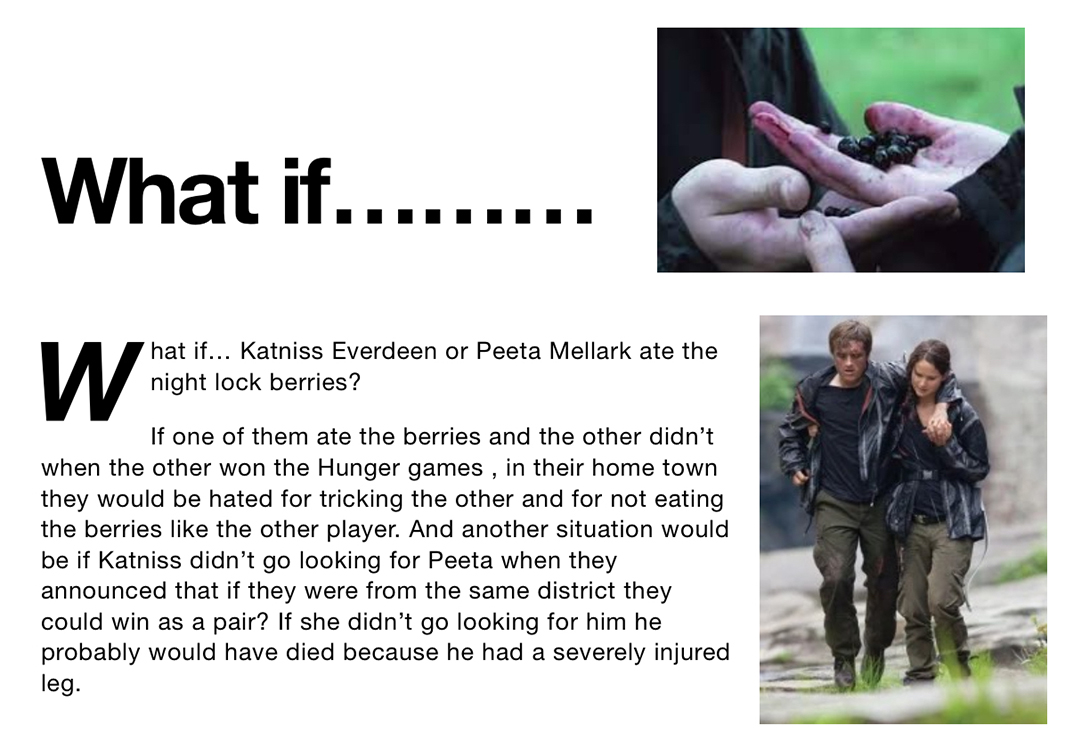 What if.........
What if... Katniss Everdeen or Peeta Mellark ate the
night lock berries?
If one of them ate the berries and the other didn’t
when the other won the Hunger games , in their home town
they would be hated for tricking the other and for not eating
the berries like the other player. And another situation would
be if Katniss didn’t go looking for Peeta when they
announced that if they were from the same district they
could win as a pair? If she didn’t go looking for him he
probably would have died because he had a severely injured
leg.